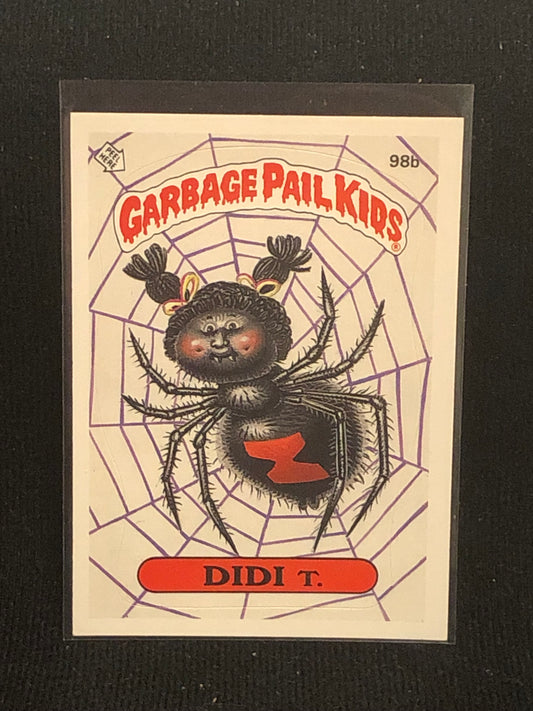 PEEL HERE
98b
GARBAGE PAIL KIDS®
DIDI T.